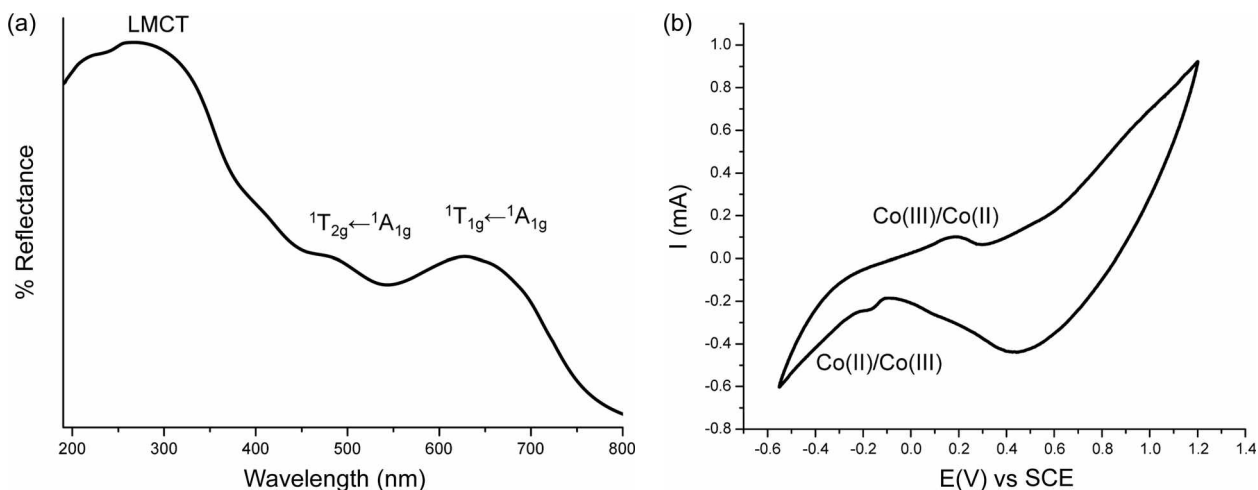 (a)
LMCT
¹T₂g←¹A₁g
¹T₁g←¹A₁g
% Reflectance
200 300 400 500 600 700 800
Wavelength (nm)
(b)
1.0
0.8
0.6
0.4
0.2
0.0
-0.2
-0.4
-0.6
-0.8
I (mA)
Co(III)/Co(II)
Co(II)/Co(III)
-0.6 -0.4 -0.2 0.0 0.2 0.4 0.6 0.8 1.0 1.2 1.4
E(V) vs SCE